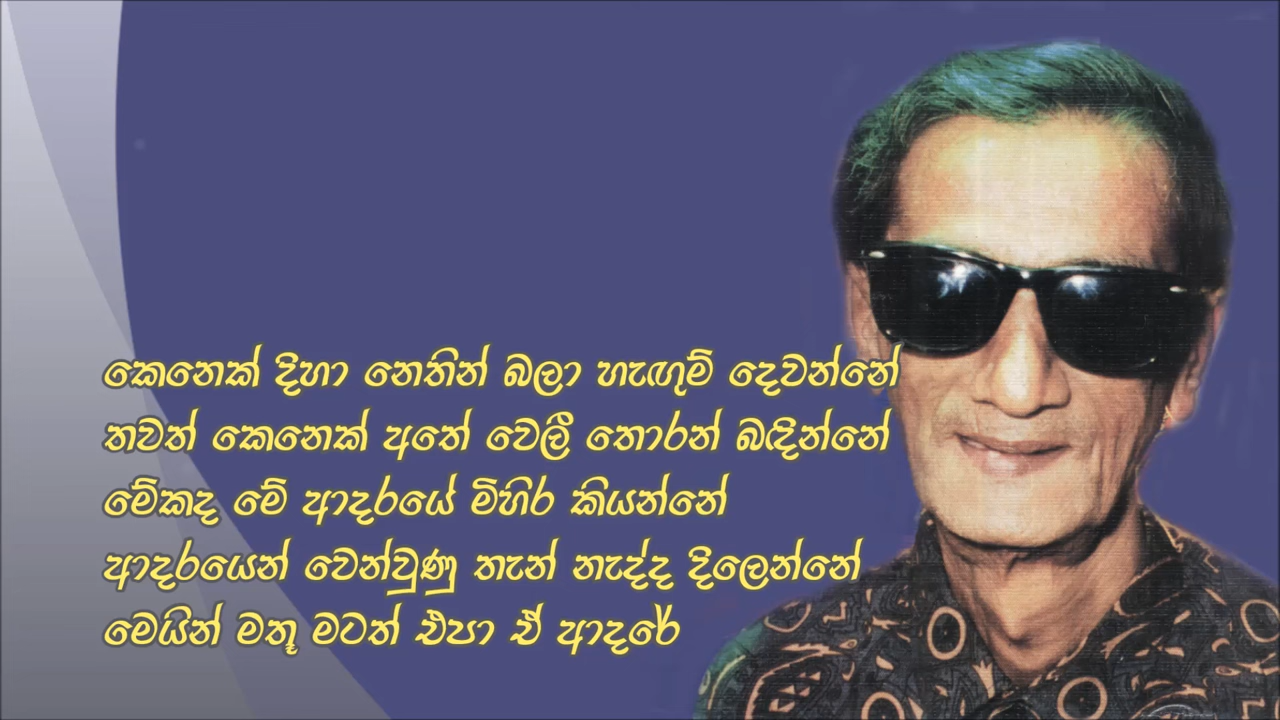 කෙනෙක් දිහා නෙතින් බලා හැඟුම් දෙවන්නේ
තවත් කෙනෙක් අතේ වෙලී තොරන් බඳින්නේ
මේකද මේ ආදරයේ මිහිර කියන්නේ
ආදරයෙන් වෙන්වුණු තැන් නැද්ද දිලෙන්නේ
මෙයින් මතූ මටත් එපා ඒ ආදරේ